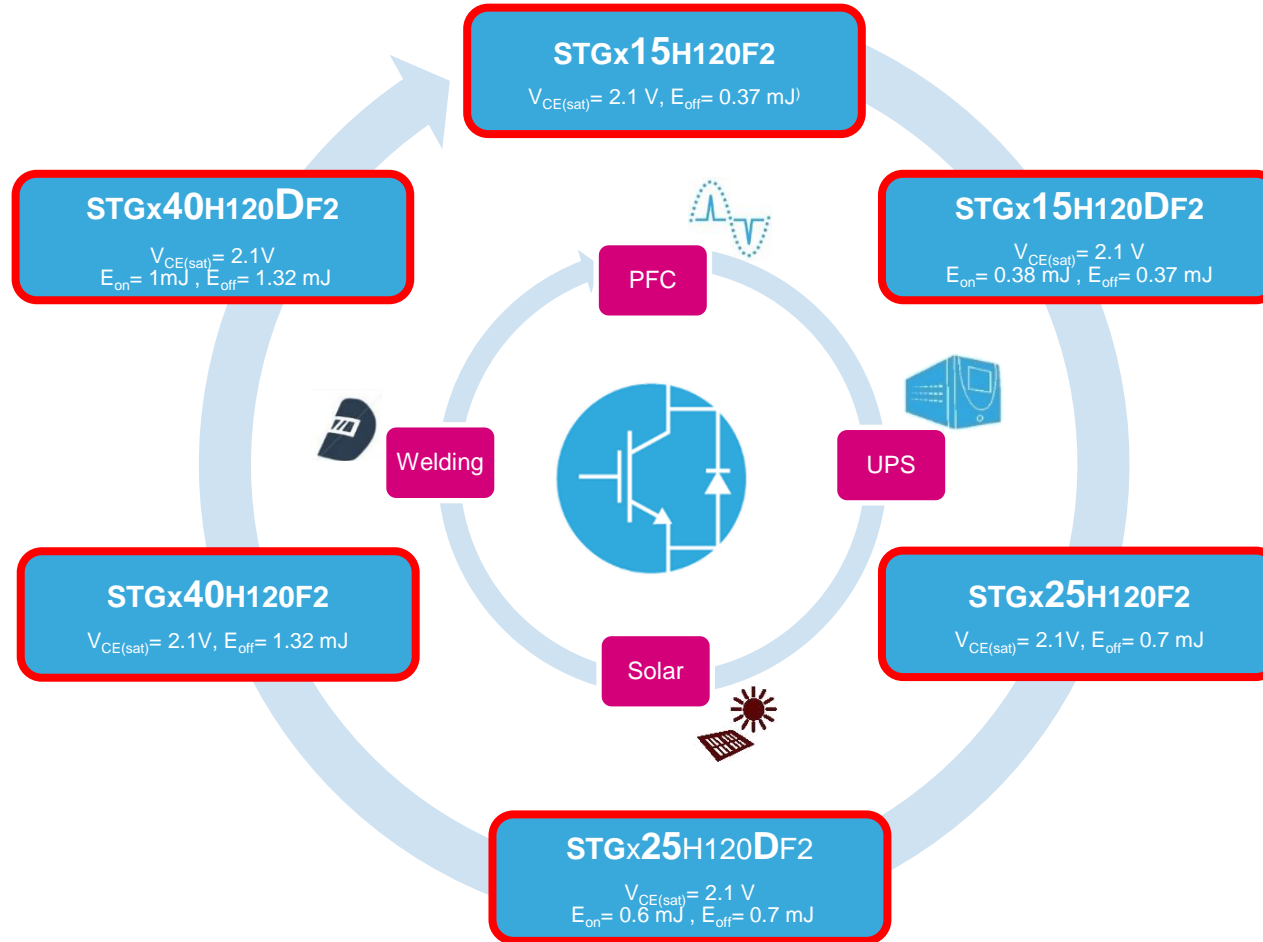 STGx15H120F2
VCE(sat)= 2.1 V, Eoff= 0.37 mJ)
STGx40H120DF2
VCE(sat)= 2.1V
Eon= 1mJ , Eoff= 1.32 mJ
STGx15H120DF2
VCE(sat)= 2.1 V
Eon= 0.38 mJ , Eoff= 0.37 mJ
PFC
Welding
UPS
STGx40H120F2
VCE(sat)= 2.1V, Eoff= 1.32 mJ
STGx25H120F2
VCE(sat)= 2.1V, Eoff= 0.7 mJ
Solar
STGx25H120DF2
VCE(sat)= 2.1 V
Eon= 0.6 mJ , Eoff= 0.7 mJ